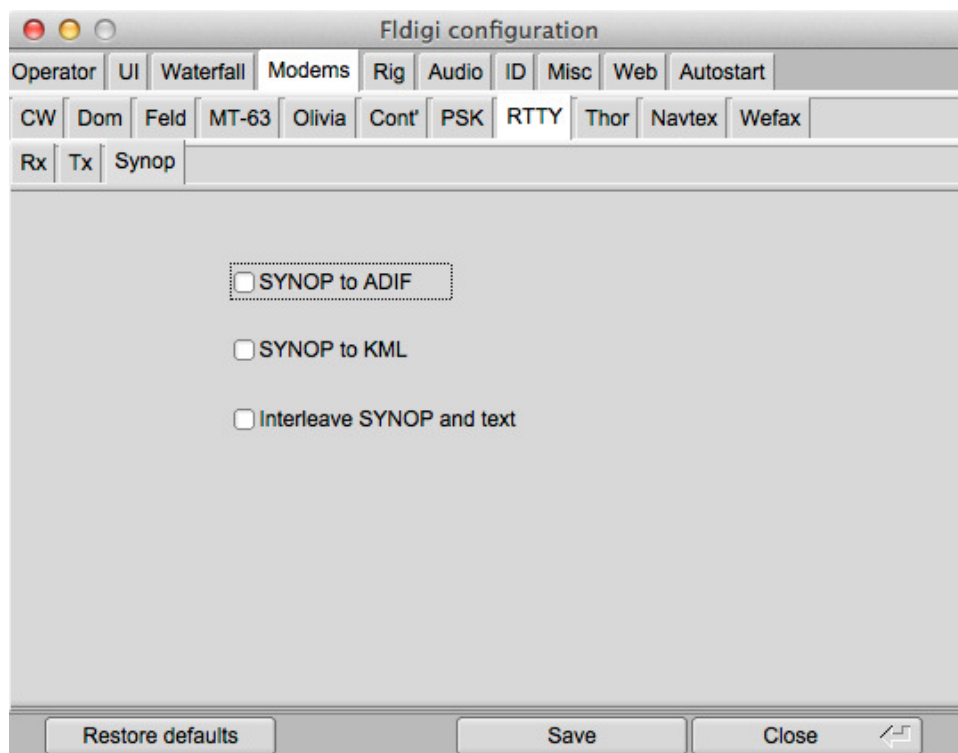 Fldigi configuration
Operator UI Waterfall Modems Rig Audio ID Misc Web Autostart
CW Dom Feld MT-63 Olivia Cont' PSK RTTY Thor Navtex Wefax
Rx Tx Synop
SYNOP to ADIF
SYNOP to KML
Interleave SYNOP and text
Restore defaults Save Close